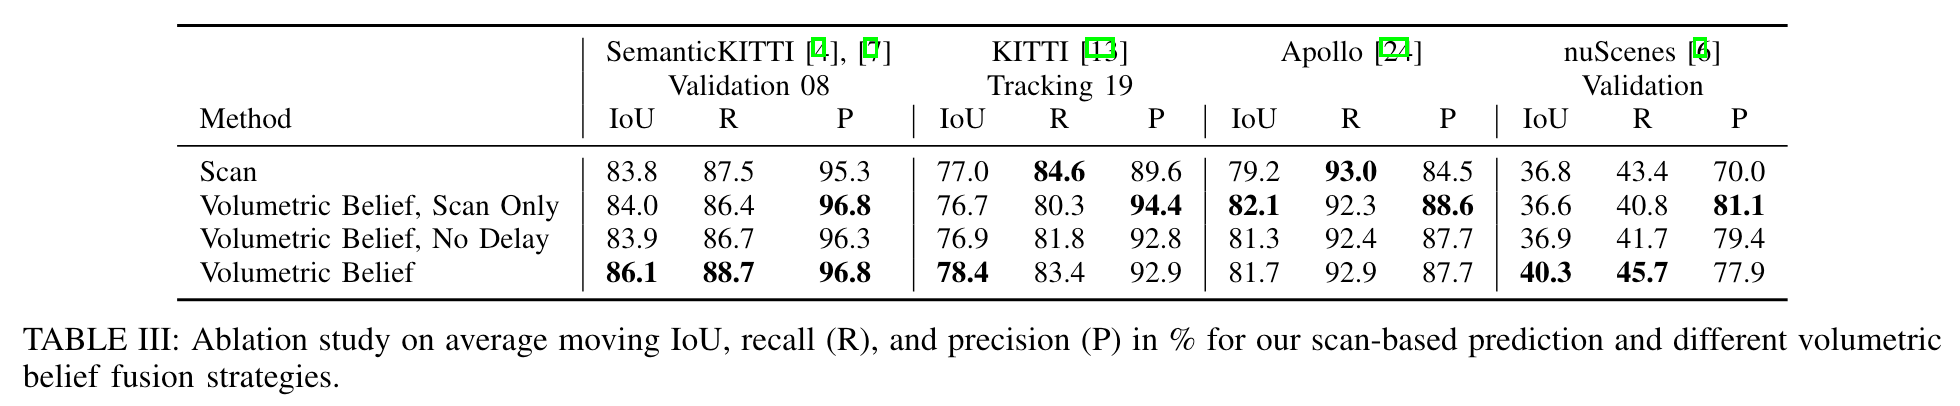 SemanticKITTI [4], [7] KITTI [13] Apollo [24] nuScenes [6]
Validation 08 Tracking 19 Validation
Method IoU R P IoU R P IoU R P IoU R P
Scan 83.8 87.5 95.3 77.0 84.6 89.6 79.2 93.0 84.5 36.8 43.4 70.0
Volumetric Belief, Scan Only 84.0 86.4 96.8 76.7 80.3 94.4 82.1 92.3 88.6 36.6 40.8 81.1
Volumetric Belief, No Delay 83.9 86.7 96.3 76.9 81.8 92.8 81.3 92.4 87.7 36.9 41.7 79.4
Volumetric Belief 86.1 88.7 96.8 78.4 83.4 92.9 81.7 92.9 87.7 40.3 45.7 77.9
TABLE III: Ablation study on average moving IoU, recall (R), and precision (P) in % for our scan-based prediction and different volumetric
belief fusion strategies.